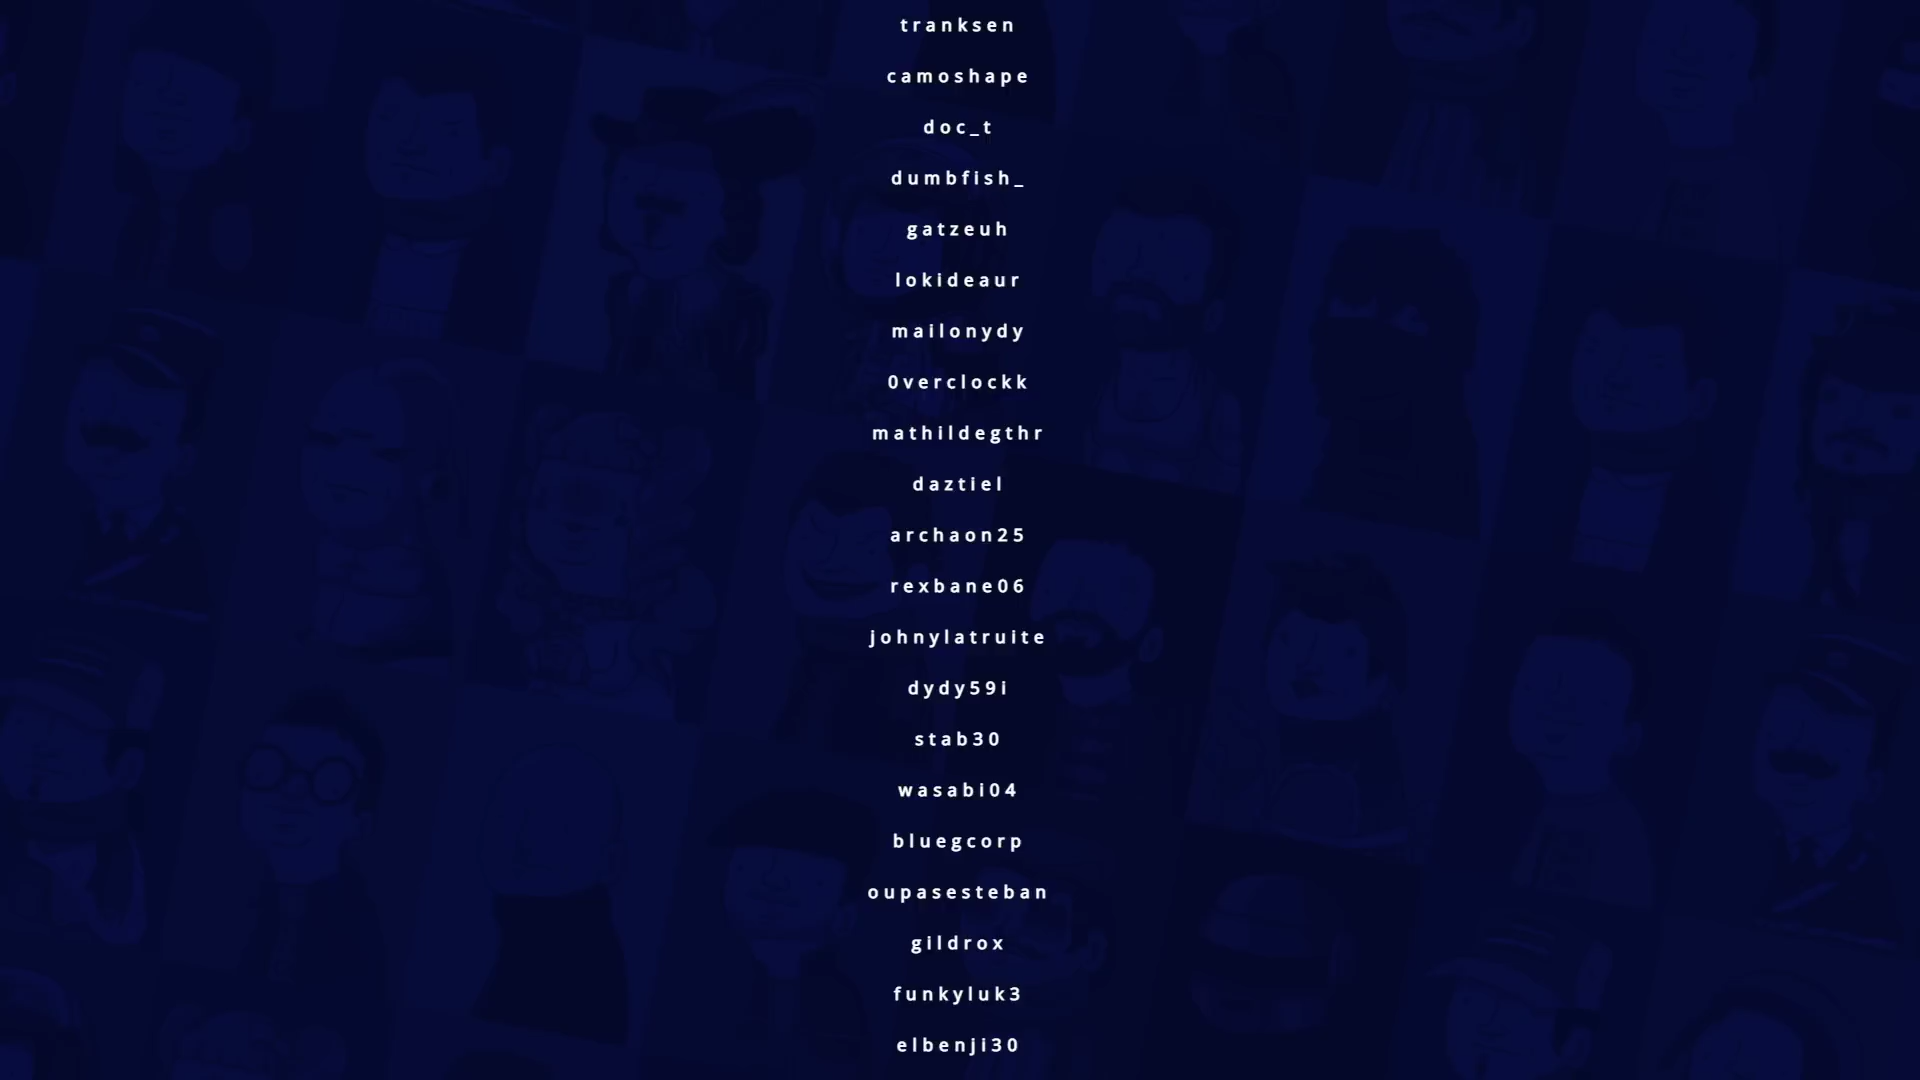 tranksen
camoshape
doc_t
dumbfish_
gatzeuh
lokideaur
mailonydy
0verclockk
mathildegthr
daztiel
archaon25
rexbane06
johnylatruite
dydy59i
stab30
wasabi04
bluegcorp
oupasesteban
gildrox
funkyluk3
elbenji30